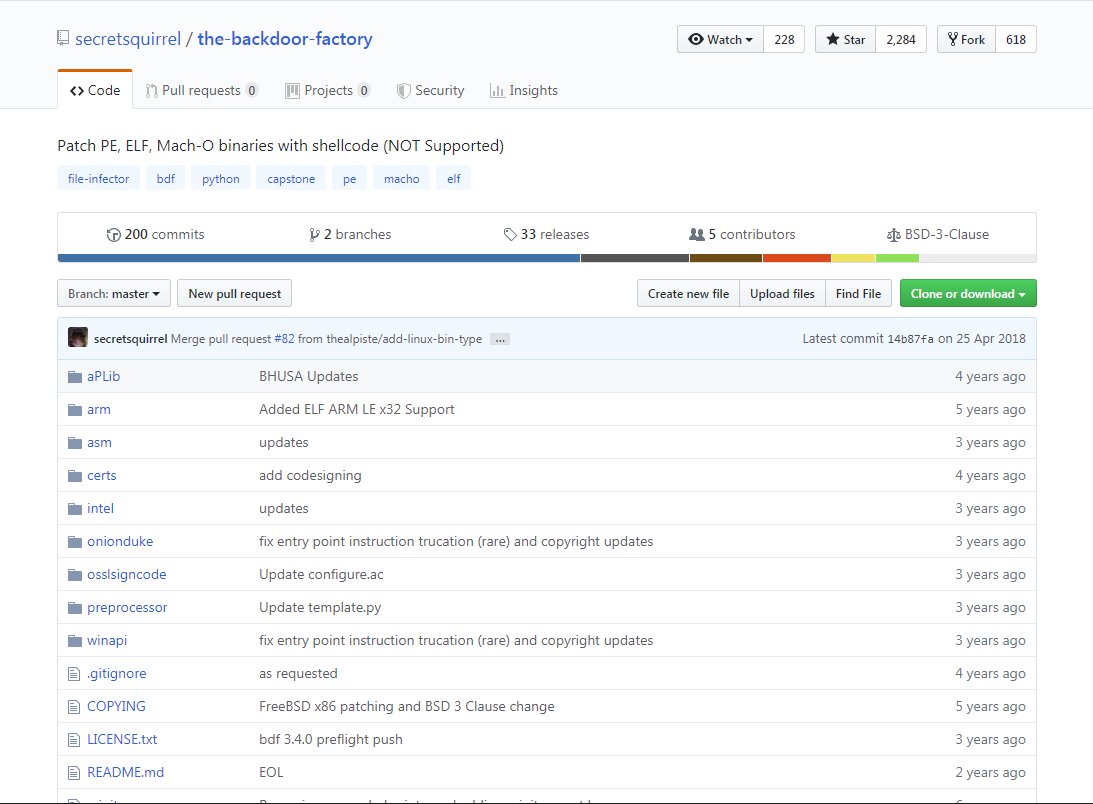 secretsquirrel / the-backdoor-factory
Watch 228 Star 2,284 Fork 618
Code Pull requests 0 Projects 0 Security Insights
Patch PE, ELF, Mach-O binaries with shellcode (NOT Supported)
file-infector bdf python capstone pe macho elf
200 commits 2 branches 33 releases 5 contributors BSD-3-Clause
Branch: master New pull request Create new file Upload files Find File Clone or download
secretsquirrel Merge pull request #82 from thealpiste/add-linux-bin-type ... Latest commit 14b87fa on 25 Apr 2018
aPLib BHUSA Updates 4 years ago
arm Added ELF ARM LE x32 Support 5 years ago
asm updates 3 years ago
certs add codesigning 4 years ago
intel updates 3 years ago
onionduke fix entry point instruction trucation (rare) and copyright updates 3 years ago
osslsigncode Update configure.ac 3 years ago
preprocessor Update template.py 3 years ago
winapi fix entry point instruction trucation (rare) and copyright updates 3 years ago
.gitignore as requested 4 years ago
COPYING FreeBSD x86 patching and BSD 3 Clause change 5 years ago
LICENSE.txt bdf 3.4.0 preflight push 3 years ago
README.md EOL 2 years ago